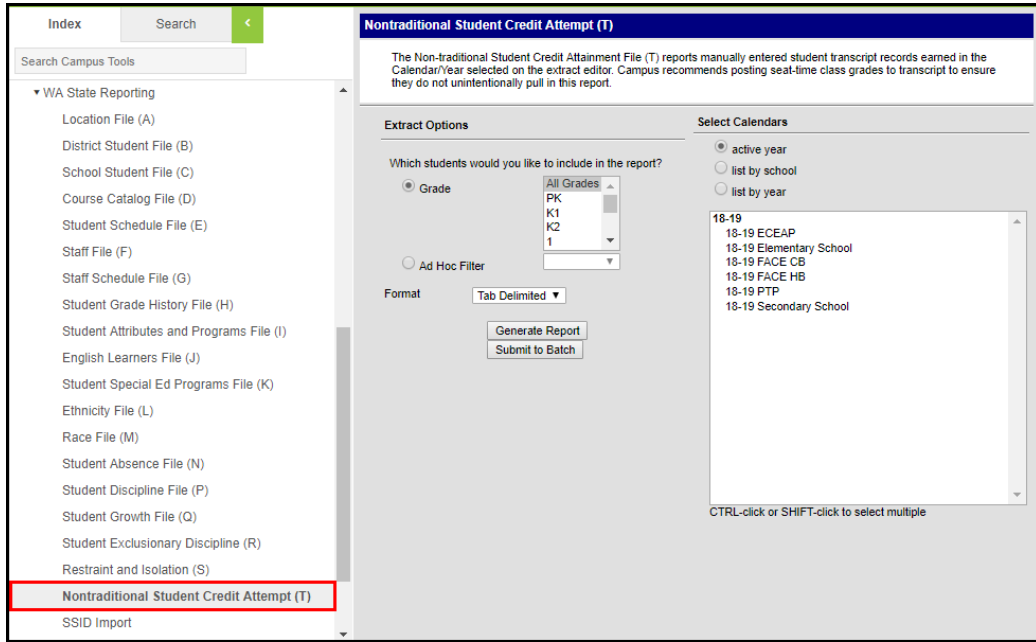 Index
Search
<
Search Campus Tools
▾ WA State Reporting
Location File (A)
District Student File (B)
School Student File (C)
Course Catalog File (D)
Student Schedule File (E)
Staff File (F)
Staff Schedule File (G)
Student Grade History File (H)
Student Attributes and Programs File (I)
English Learners File (J)
Student Special Ed Programs File (K)
Ethnicity File (L)
Race File (M)
Student Absence File (N)
Student Discipline File (P)
Student Growth File (Q)
Student Exclusionary Discipline (R)
Restraint and Isolation (S)
Nontraditional Student Credit Attempt (T)
SSID Import
Nontraditional Student Credit Attempt (T)
The Non-traditional Student Credit Attainment File (T) reports manually entered student transcript records earned in the
Calendar/Year selected on the extract editor. Campus recommends posting seat-time class grades to transcript to ensure
they do not unintentionally pull in this report.
Extract Options
Which students would you like to include in the report?
Grade
All Grades
PK
K1
K2
1
Ad Hoc Filter
Format
Tab Delimited ▼
Generate Report
Submit to Batch
Select Calendars
active year
list by school
list by year
18-19
18-19 ECEAP
18-19 Elementary School
18-19 FACE CB
18-19 FACE HB
18-19 PTP
18-19 Secondary School
CTRL-click or SHIFT-click to select multiple